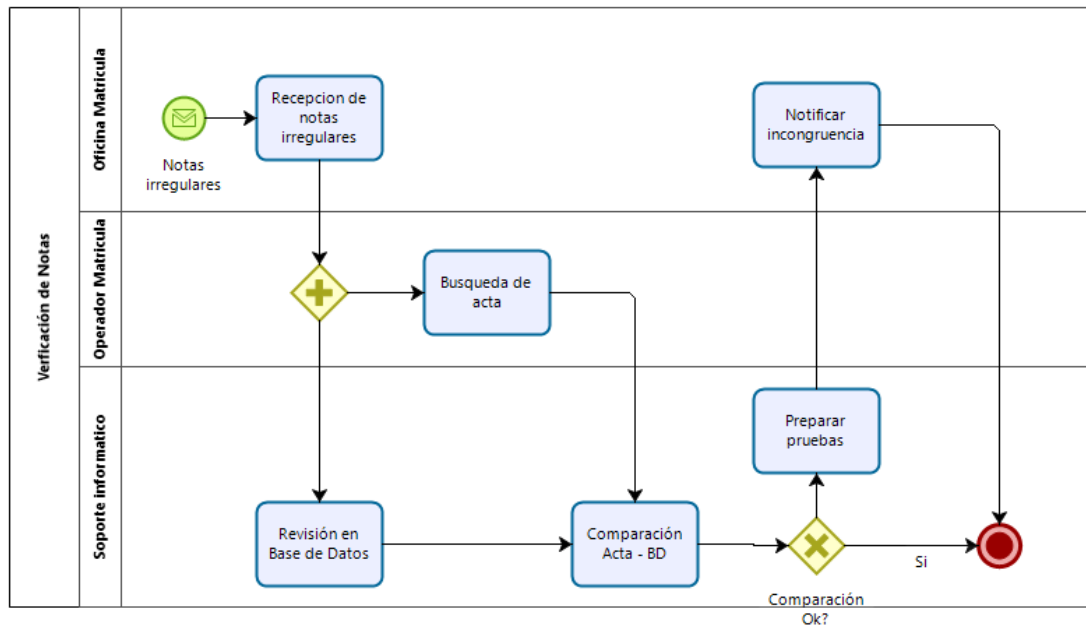 Verficación de Notas
Oficina Matricula
Notas
irregulares
Recepcion de
notas
irregulares
Notificar
incongruencia
Operador Matricula
Busqueda de
acta
Soporte informatico
Revisión en
Base de Datos
Comparación
Acta - BD
Preparar
pruebas
Comparación
Ok?
Si